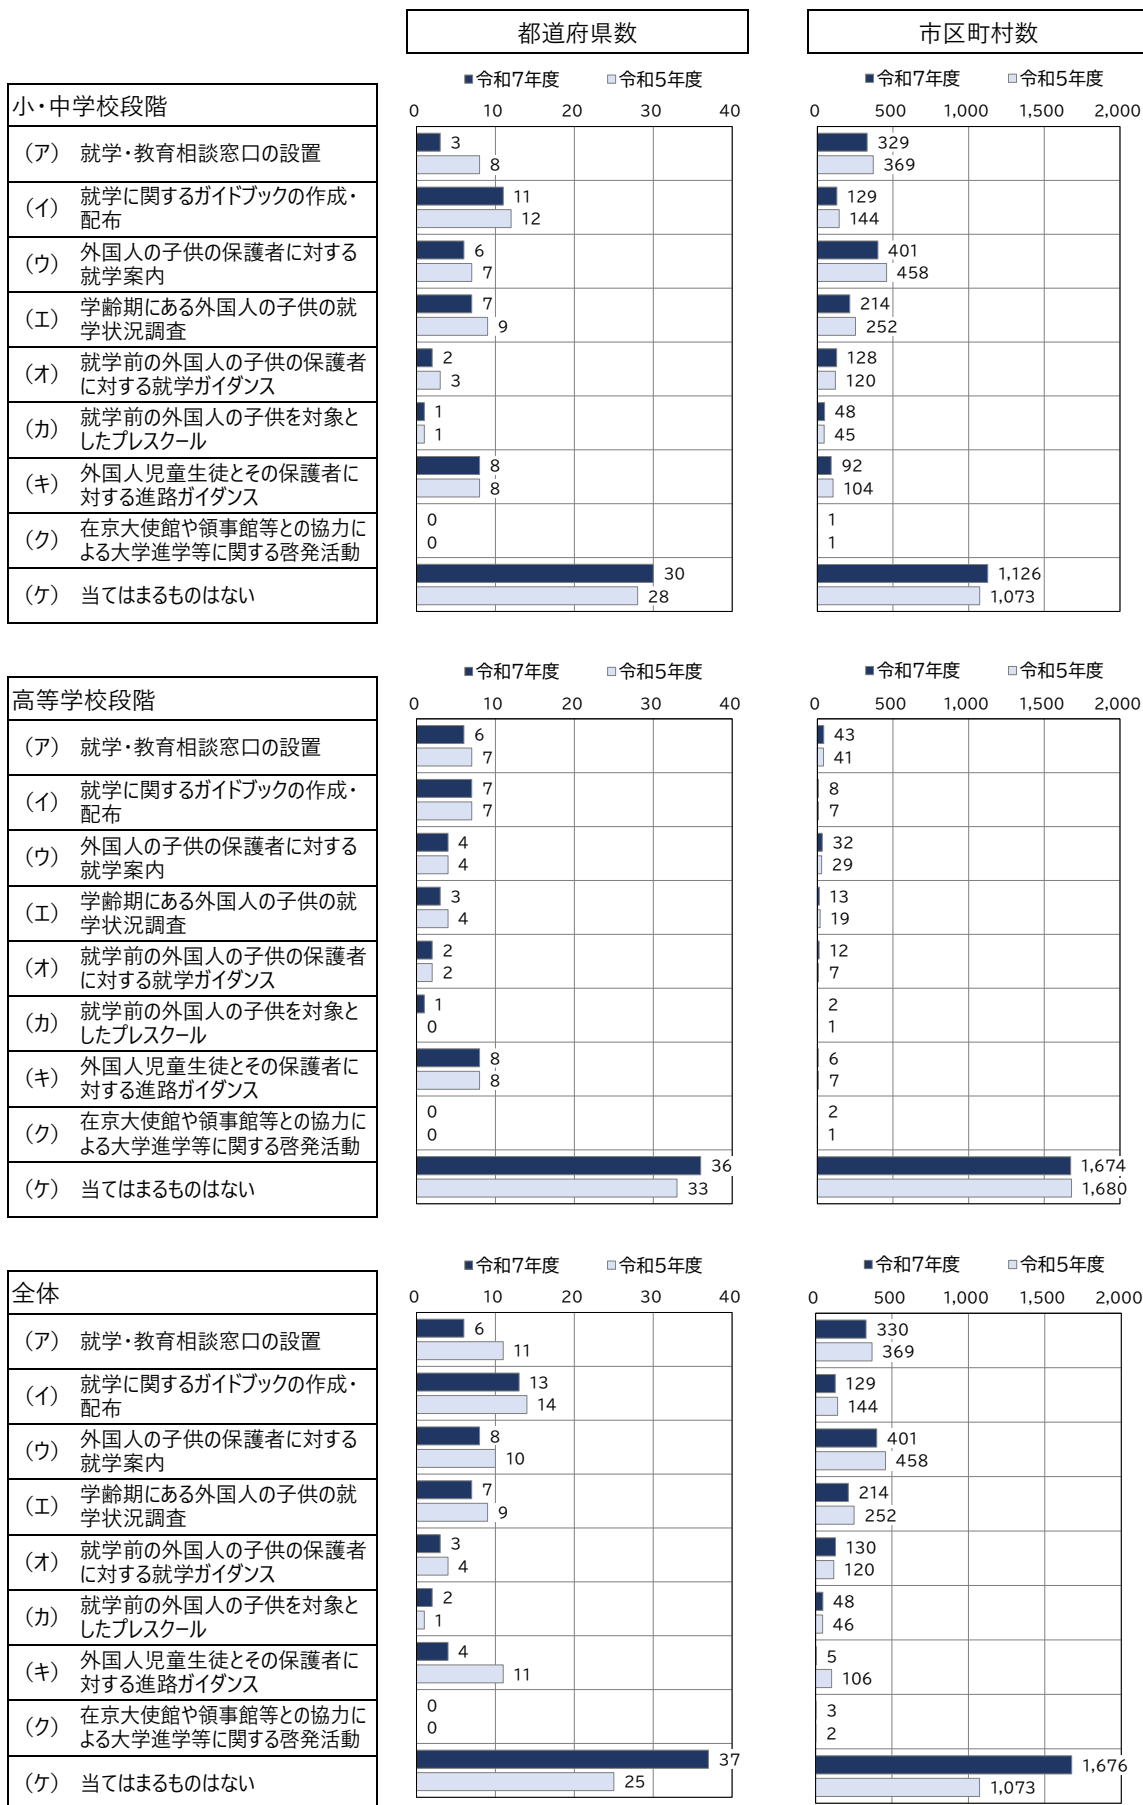 都道府県数
市区町村数
小・中学校段階
■令和7年度 □令和5年度
■令和7年度 □令和5年度
0 10 20 30 40
0 500 1,000 1,500 2,000
(ア) 就学・教育相談窓口の設置
3
8
329
369
(イ) 就学に関するガイドブックの作成・
配布
11
12
129
144
(ウ) 外国人の子供の保護者に対する
就学案内
6
7
401
458
(エ) 学齢期にある外国人の子供の就
学状況調査
7
9
214
252
(オ) 就学前の外国人の子供の保護者
に対する就学ガイダンス
2
3
128
120
(カ) 就学前の外国人の子供を対象と
したプレスクール
1
1
48
45
(キ) 外国人児童生徒とその保護者に
対する進路ガイダンス
8
8
92
104
(ク) 在京大使館や領事館等との協力に
よる大学進学等に関する啓発活動
0
0
1
1
(ケ) 当てはまるものはない
30
28
1,126
1,073
高等学校段階
■令和7年度 □令和5年度
■令和7年度 □令和5年度
0 10 20 30 40
0 500 1,000 1,500 2,000
(ア) 就学・教育相談窓口の設置
6
7
43
41
(イ) 就学に関するガイドブックの作成・
配布
7
7
8
7
(ウ) 外国人の子供の保護者に対する
就学案内
4
4
32
29
(エ) 学齢期にある外国人の子供の就
学状況調査
3
4
13
19
(オ) 就学前の外国人の子供の保護者
に対する就学ガイダンス
2
2
12
7
(カ) 就学前の外国人の子供を対象と
したプレスクール
1
0
2
1
(キ) 外国人児童生徒とその保護者に
対する進路ガイダンス
8
8
6
7
(ク) 在京大使館や領事館等との協力に
よる大学進学等に関する啓発活動
0
0
2
1
(ケ) 当てはまるものはない
36
33
1,674
1,680
全体
■令和7年度 □令和5年度
■令和7年度 □令和5年度
0 10 20 30 40
0 500 1,000 1,500 2,000
(ア) 就学・教育相談窓口の設置
6
11
330
369
(イ) 就学に関するガイドブックの作成・
配布
13
14
129
144
(ウ) 外国人の子供の保護者に対する
就学案内
8
10
401
458
(エ) 学齢期にある外国人の子供の就
学状況調査
7
9
214
252
(オ) 就学前の外国人の子供の保護者
に対する就学ガイダンス
3
4
130
120
(カ) 就学前の外国人の子供を対象と
したプレスクール
2
1
48
46
(キ) 外国人児童生徒とその保護者に
対する進路ガイダンス
4
11
5
106
(ク) 在京大使館や領事館等との協力に
よる大学進学等に関する啓発活動
0
0
3
2
(ケ) 当てはまるものはない
37
25
1,676
1,073